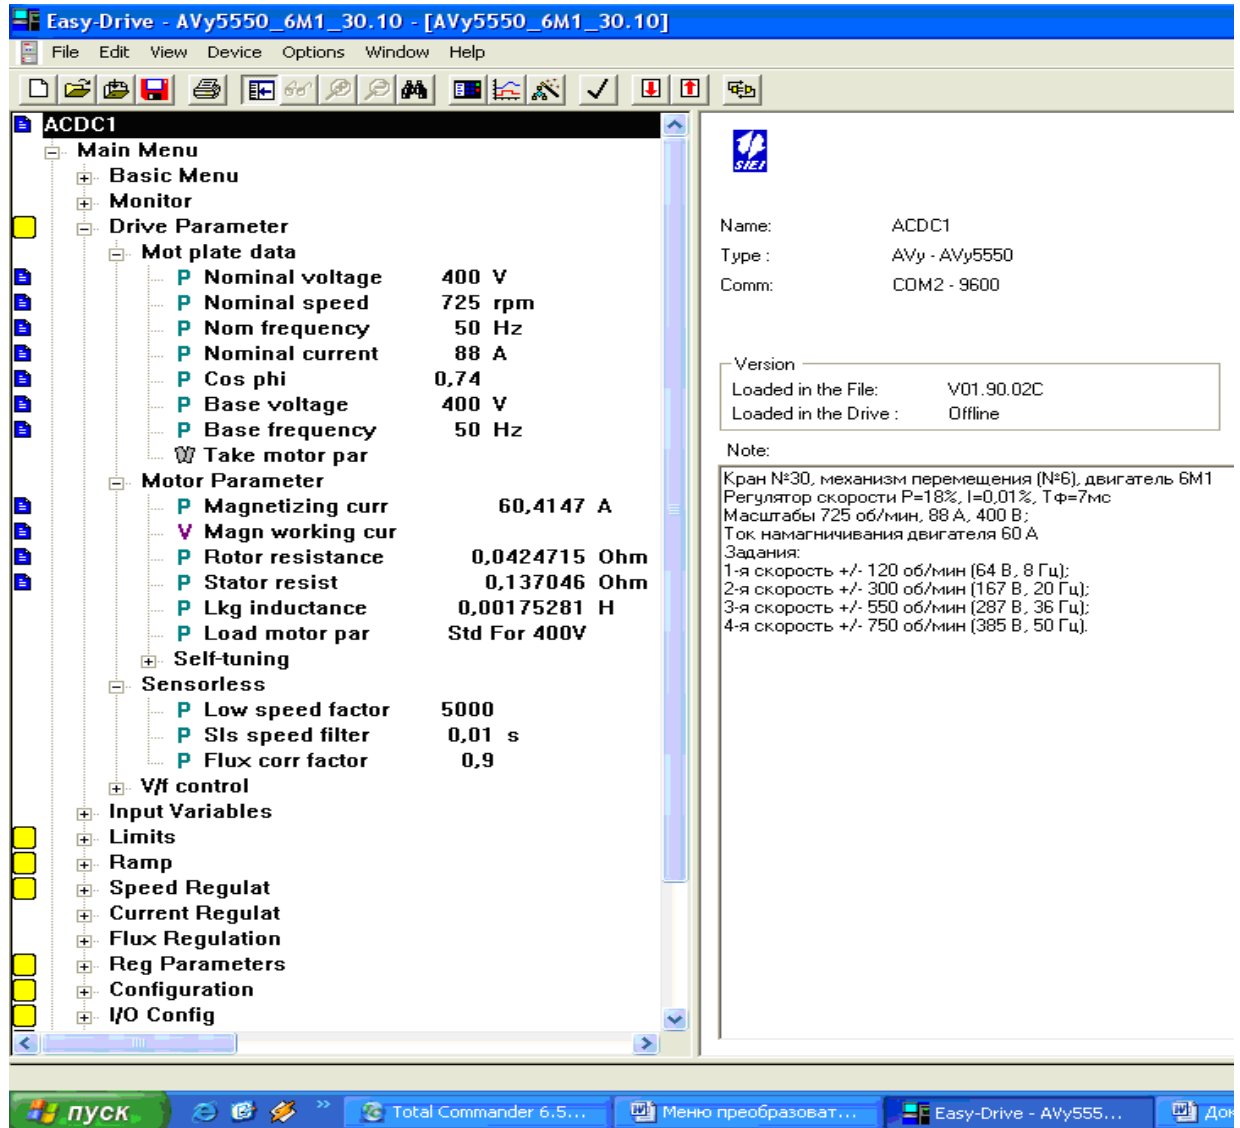 Easy-Drive - AVy5550_6M1_30.10 - [AVy5550_6M1_30.10]
File Edit View Device Options Window Help
ACDC1
Main Menu
Basic Menu
Monitor
Drive Parameter
Mot plate data
P Nominal voltage 400 V
P Nominal speed 725 rpm
P Nom frequency 50 Hz
P Nominal current 88 A
P Cos phi 0,74
P Base voltage 400 V
P Base frequency 50 Hz
Take motor par
Motor Parameter
P Magnetizing curr 60,4147 A
V Magn working cur
P Rotor resistance 0,0424715 Ohm
P Stator resist 0,137046 Ohm
P Lkg inductance 0,00175281 H
P Load motor par Std For 400V
Self-tuning
Sensorless
P Low speed factor 5000
P Sls speed filter 0,01 s
P Flux corr factor 0,9
V/f control
Input Variables
Limits
Ramp
Speed Regulat
Current Regulat
Flux Regulation
Reg Parameters
Configuration
I/O Config
SIEI
Name: ACDC1
Type : AVy - AVy5550
Comm: COM2 - 9600
Version
Loaded in the File: V01.90.02C
Loaded in the Drive : Offline
Note:
Кран №30, механизм перемещения (№6), двигатель 6М1
Регулятор скорости P=18%, I=0,01%, Тф=7мс
Масштабы 725 об/мин, 88 А, 400 В;
Ток намагничивания двигателя 60 А
Задания:
1-я скорость +/- 120 об/мин (64 В, 8 Гц);
2-я скорость +/- 300 об/мин (167 В, 20 Гц);
3-я скорость +/- 550 об/мин (287 В, 36 Гц);
4-я скорость +/- 750 об/мин (385 В, 50 Гц).
пуск
Total Commander 6.5...
Меню преобразоват...
Easy-Drive - AVy555...
Док